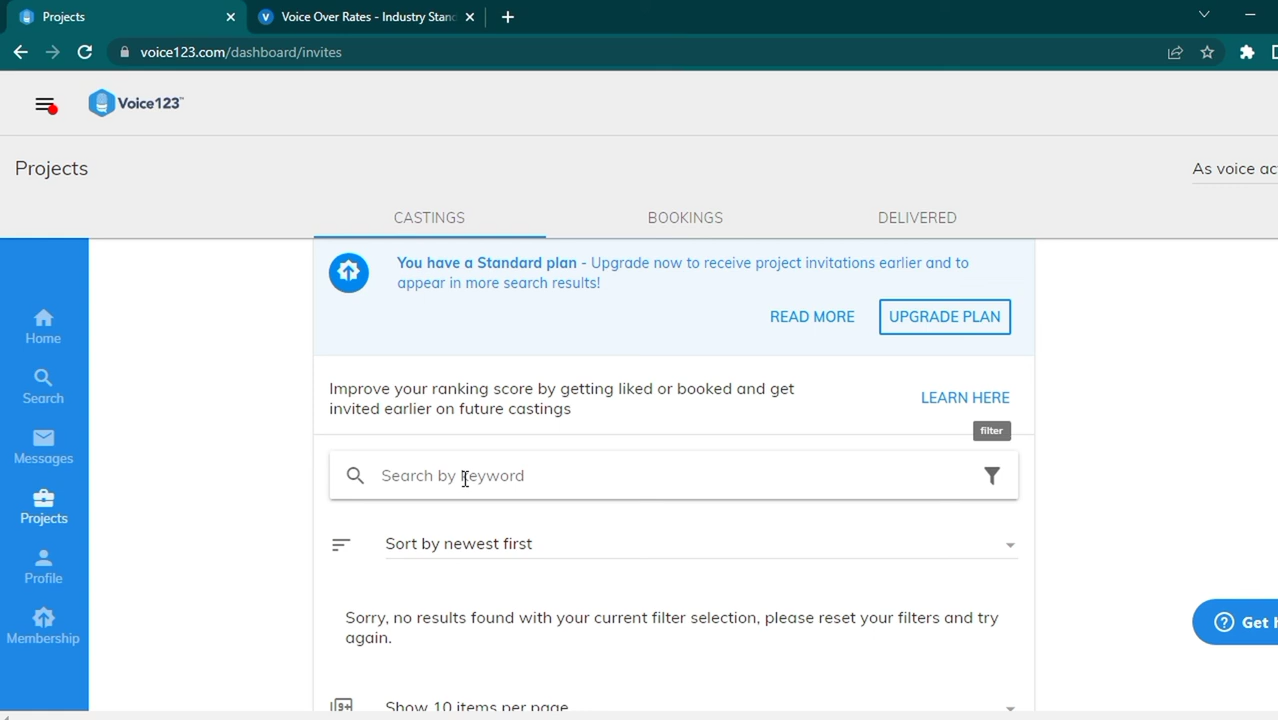 Projects
Voice Over Rates - Industry Stan
voice123.com/dashboard/invites
Voice123™
Projects
As voice ac
CASTINGS
BOOKINGS
DELIVERED
You have a Standard plan - Upgrade now to receive project invitations earlier and to
appear in more search results!
READ MORE
UPGRADE PLAN
Improve your ranking score by getting liked or booked and get
invited earlier on future castings
LEARN HERE
filter
Search by keyword
Sort by newest first
Sorry, no results found with your current filter selection, please reset your filters and try
again.
9+
Show 10 items per page
Home
Search
Messages
Projects
Profile
Membership
Get h